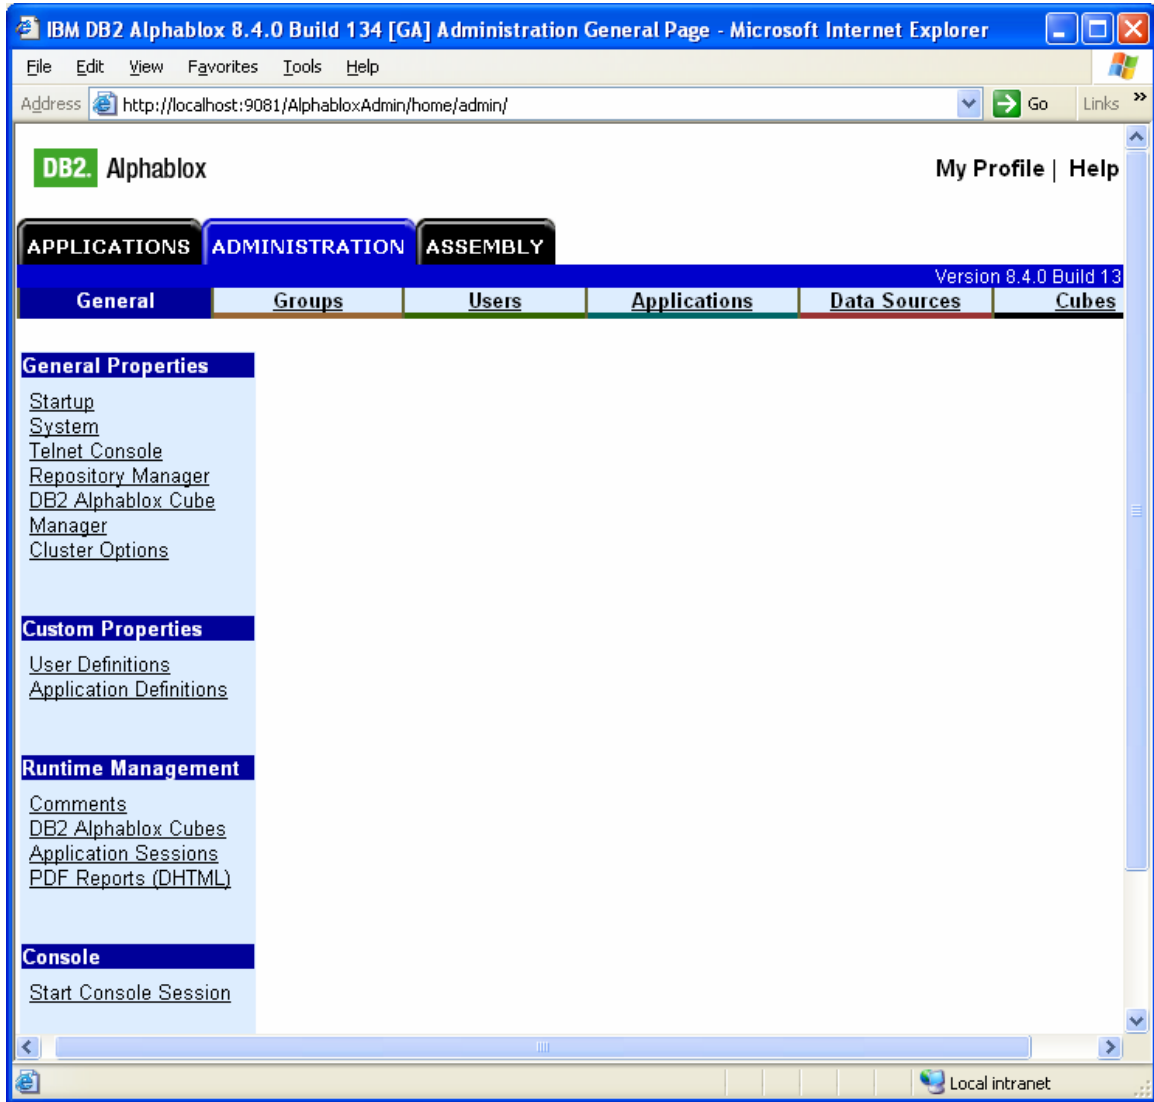 IBM DB2 Alphablox 8.4.0 Build 134 [GA] Administration General Page - Microsoft Internet Explorer
File Edit View Favorites Tools Help
Address http://localhost:9081/AlphabloxAdmin/home/admin/ Go Links »
DB2. Alphablox My Profile | Help
APPLICATIONS ADMINISTRATION ASSEMBLY
Version 8.4.0 Build 13
General Groups Users Applications Data Sources Cubes
General Properties
Startup
System
Telnet Console
Repository Manager
DB2 Alphablox Cube
Manager
Cluster Options
Custom Properties
User Definitions
Application Definitions
Runtime Management
Comments
DB2 Alphablox Cubes
Application Sessions
PDF Reports (DHTML)
Console
Start Console Session
Local intranet